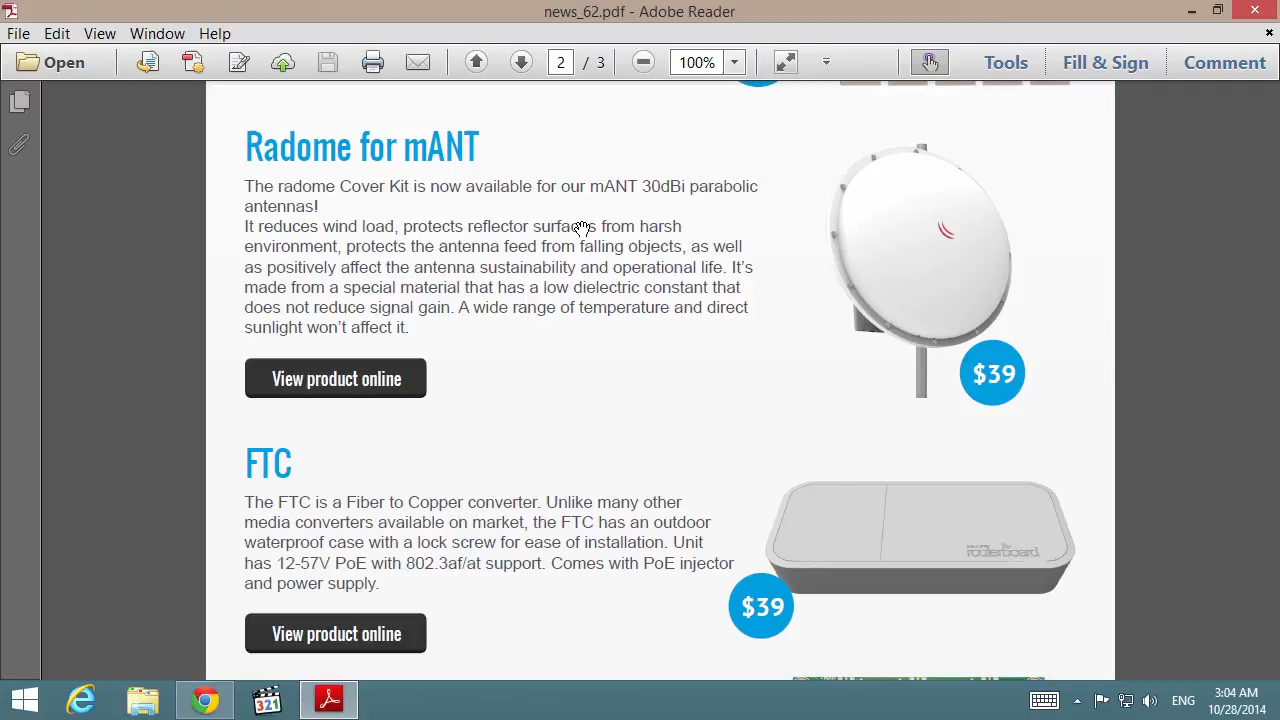 news_62.pdf - Adobe Reader
File Edit View Window Help
Open 2 / 3 100% Tools Fill & Sign Comment
Radome for mANT
The radome Cover Kit is now available for our mANT 30dBi parabolic
antennas!
It reduces wind load, protects reflector surfaces from harsh
environment, protects the antenna feed from falling objects, as well
as positively affect the antenna sustainability and operational life. It's
made from a special material that has a low dielectric constant that
does not reduce signal gain. A wide range of temperature and direct
sunlight won't affect it.
$39
View product online
FTC
The FTC is a Fiber to Copper converter. Unlike many other
media converters available on market, the FTC has an outdoor
waterproof case with a lock screw for ease of installation. Unit
has 12-57V PoE with 802.3af/at support. Comes with PoE injector
and power supply.
routerboard
$39
View product online
321
ENG
3:04 AM
10/28/2014